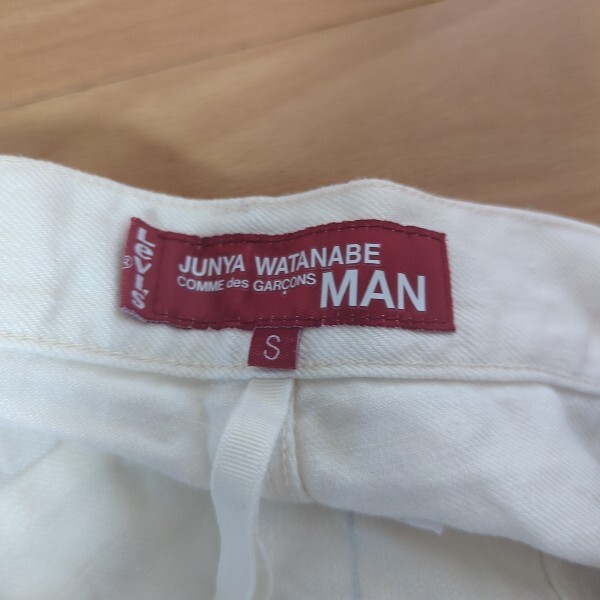 Levi's
®
JUNYA WATANABE
COMME des GARÇONS MAN
S